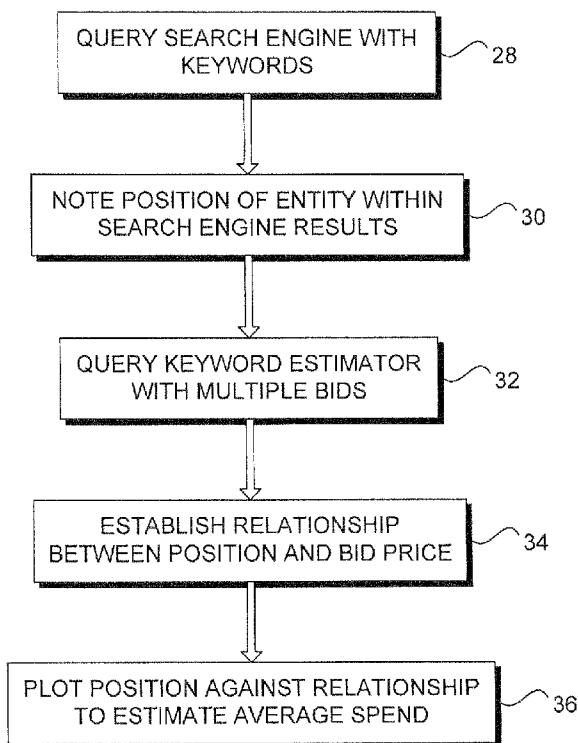 QUERY SEARCH ENGINE WITH
KEYWORDS
28
NOTE POSITION OF ENTITY WITHIN
SEARCH ENGINE RESULTS
30
QUERY KEYWORD ESTIMATOR
WITH MULTIPLE BIDS
32
ESTABLISH RELATIONSHIP
BETWEEN POSITION AND BID PRICE
34
PLOT POSITION AGAINST RELATIONSHIP
TO ESTIMATE AVERAGE SPEND
36